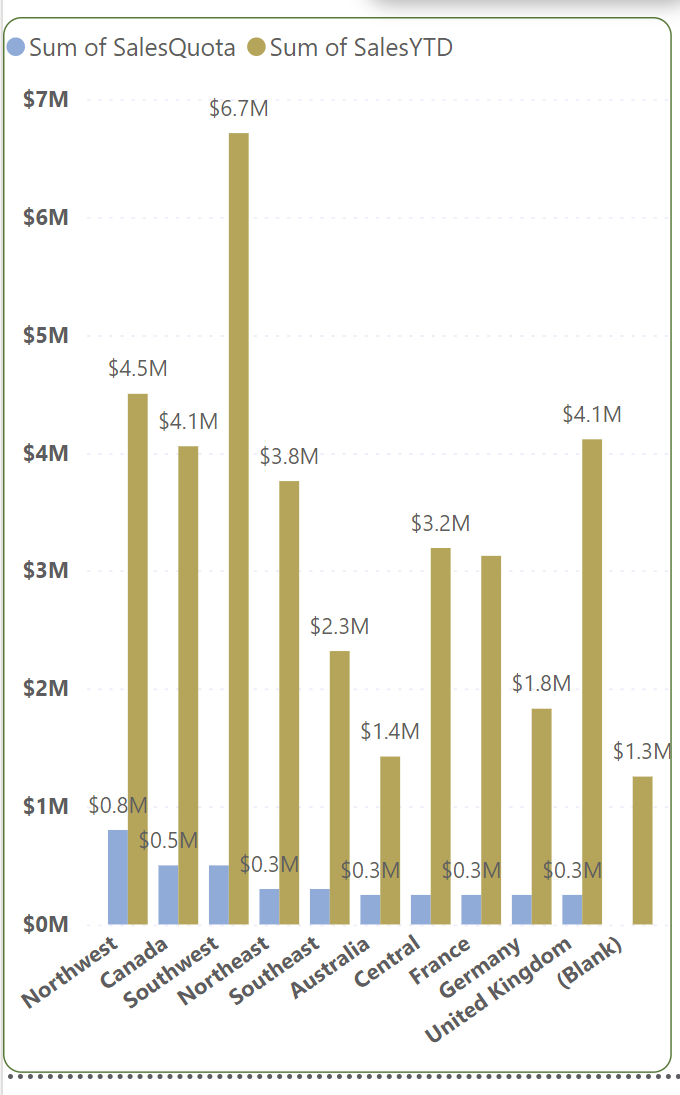 Sum of SalesQuota Sum of SalesYTD
$7M
$6.7M
$6M
$5M
$4.5M
$4.1M
$4.1M
$4M
$3.8M
$3.2M
$3M
$2.3M
$2M
$1.8M
$1.4M
$1.3M
$1M
$0.8M
$0.5M
$0.3M
$0.3M
$0.3M
$0.3M
$0M
Northwest
Canada
Southwest
Northeast
Southeast
Australia
Central
France
Germany
United Kingdom
(Blank)